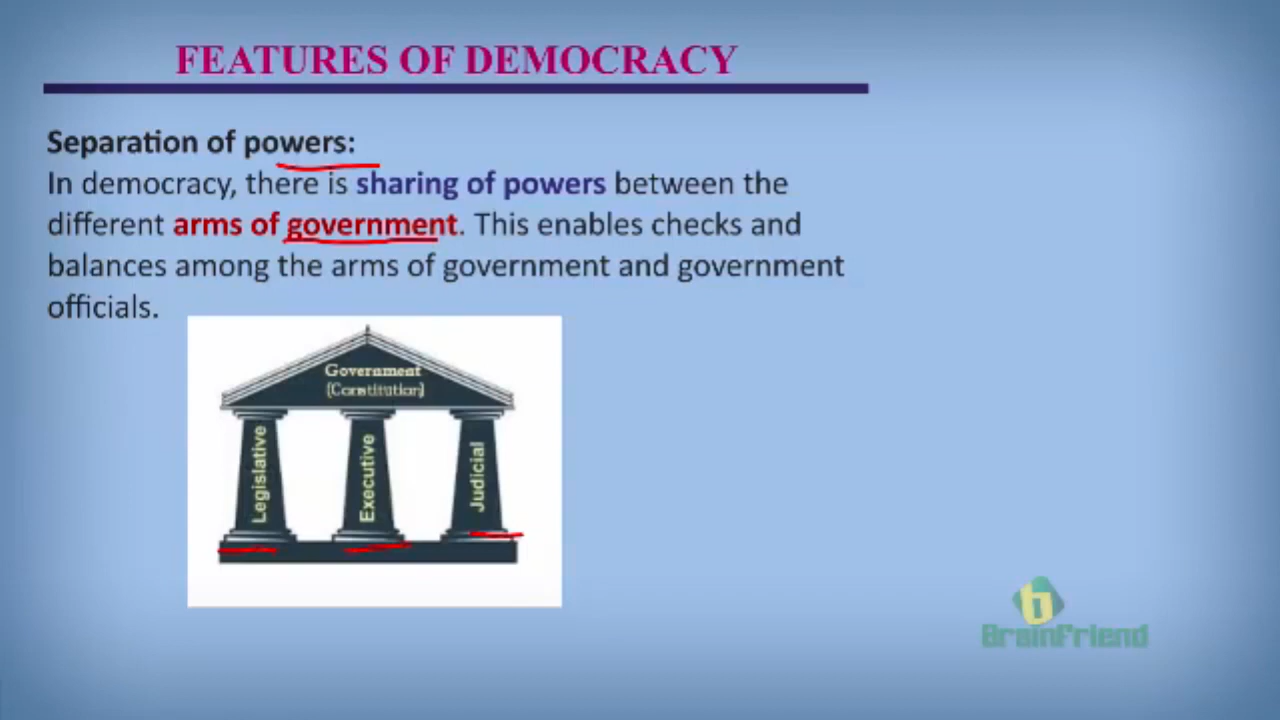 FEATURES OF DEMOCRACY
Separation of powers:
In democracy, there is sharing of powers between the
different arms of government. This enables checks and
balances among the arms of government and government
officials.
Government
(Constitution)
Legislative
Executive
Judicial
b
BrainFriend